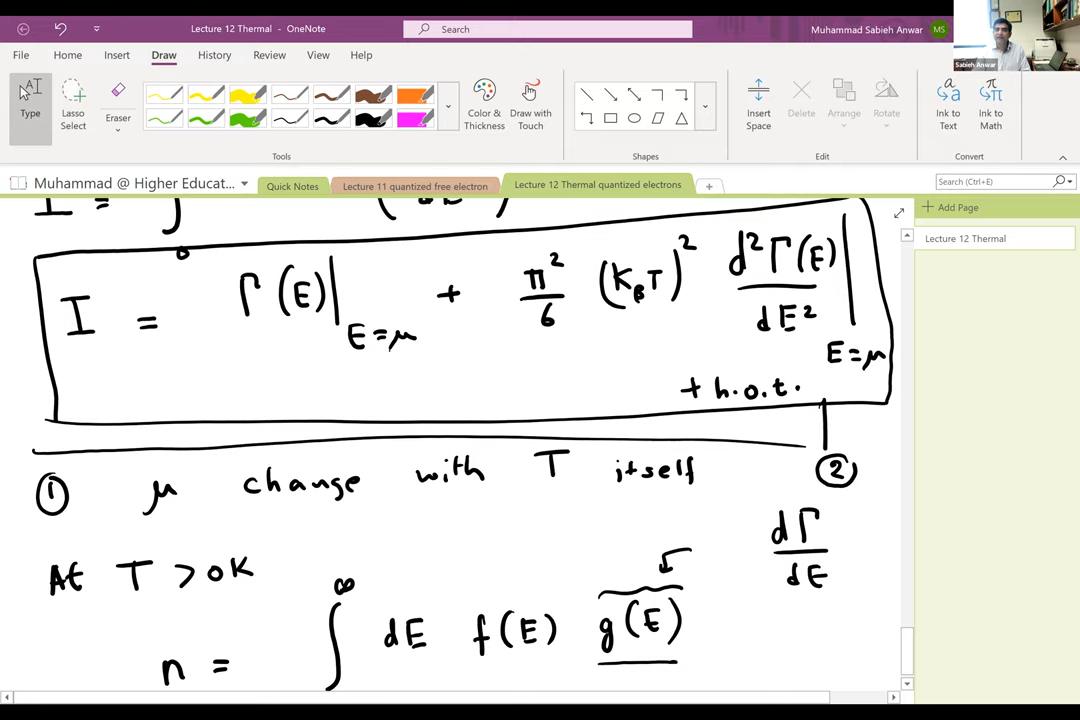 Lecture 12 Thermal - OneNote
Search
Muhammad Sabieh Anwar
MS
Sabieh Anwar
File Home Insert Draw History Review View Help
Type
Lasso Select
Eraser
Color & Thickness
Draw with Touch
Insert Space
Delete
Arrange
Rotate
Ink to Text
Ink to Math
Tools
Shapes
Edit
Convert
Muhammad @ Higher Educat...
Quick Notes
Lecture 11 quantized free electron
Lecture 12 Thermal quantized electrons
Search (Ctrl+E)
Add Page
Lecture 12 Thermal
I = Γ(E)|_{E=μ} + π²/6 (K_B T)² d²Γ(E)/dE² |_{E=μ}
+ h.o.t.
① μ change with T itself
②
dΓ/dE
At T > 0K
n = ∫^∞ dE f(E) g(E)